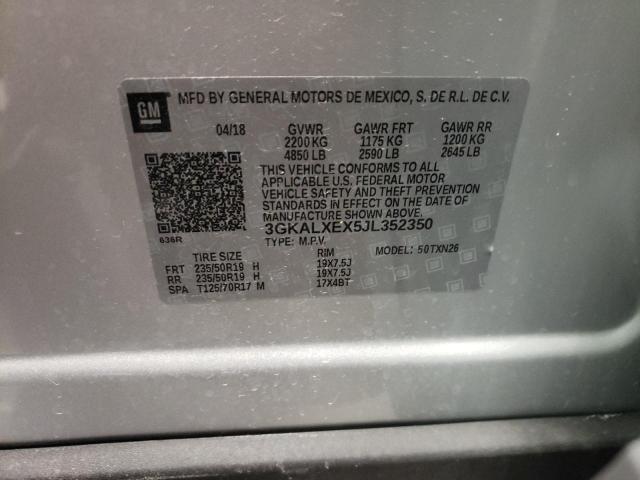 GM MFD BY GENERAL MOTORS DE MEXICO, S. DE R.L. DE C.V.
04/18 GVWR GAWR FRT GAWR RR
2200 KG 1175 KG 1200 KG
4850 LB 2590 LB 2645 LB
THIS VEHICLE CONFORMS TO ALL
APPLICABLE U.S. FEDERAL MOTOR
VEHICLE SAFETY AND THEFT PREVENTION
STANDARDS IN EFFECT ON THE DATE OF
MANUFACTURE SHOWN ABOVE.
3GKALXEX5JL352350
636R
TYPE: M.P.V. MODEL: 50TXN26
TIRE SIZE RIM
FRT 235/50R19 H 19X7.5J
RR 235/50R19 H 19X7.5J
SPA T125/70R17 M 17X4BT